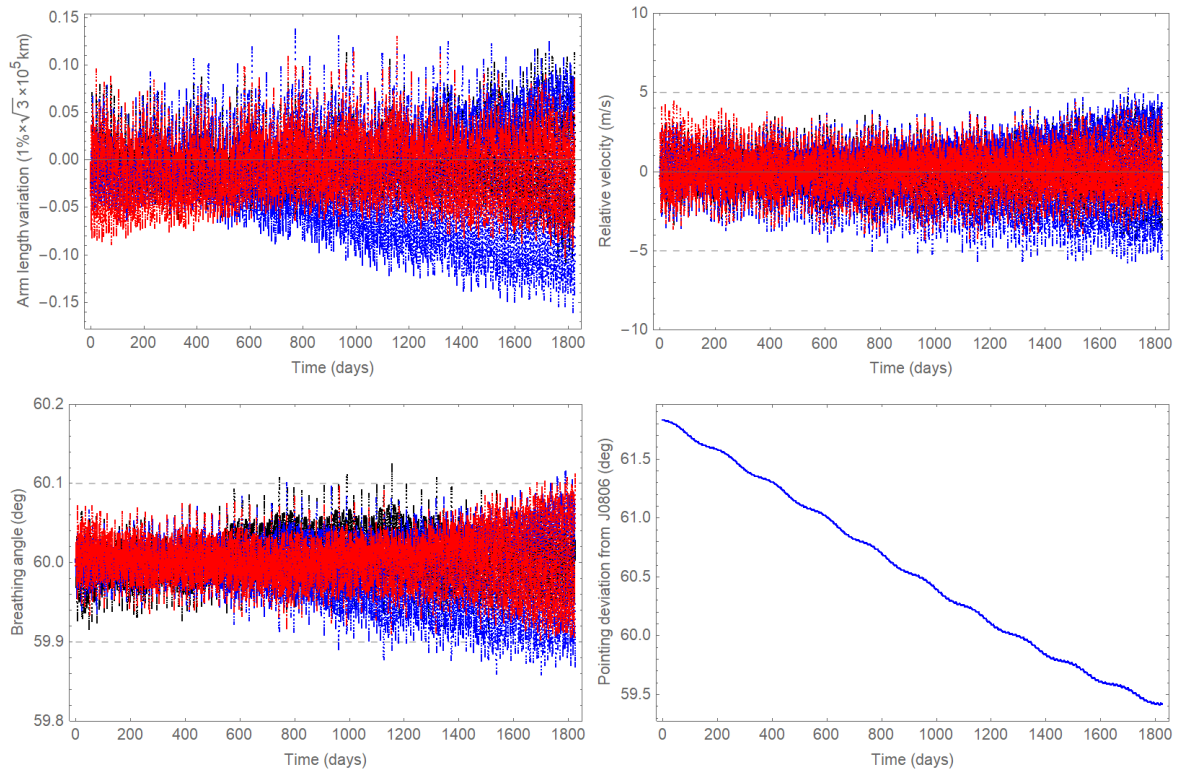 Arm length variation (1%×√3 ×10⁵km)
0.15
0.10
0.05
0.00
−0.05
−0.10
−0.15
0 200 400 600 800 1000 1200 1400 1600 1800
Time (days)
Relative velocity (m/s)
10
5
0
−5
−10
0 200 400 600 800 1000 1200 1400 1600 1800
Time (days)
Breathing angle (deg)
60.2
60.1
60.0
59.9
59.8
0 200 400 600 800 1000 1200 1400 1600 1800
Time (days)
Pointing deviation from J0806 (deg)
61.5
61.0
60.5
60.0
59.5
0 200 400 600 800 1000 1200 1400 1600 1800
Time (days)